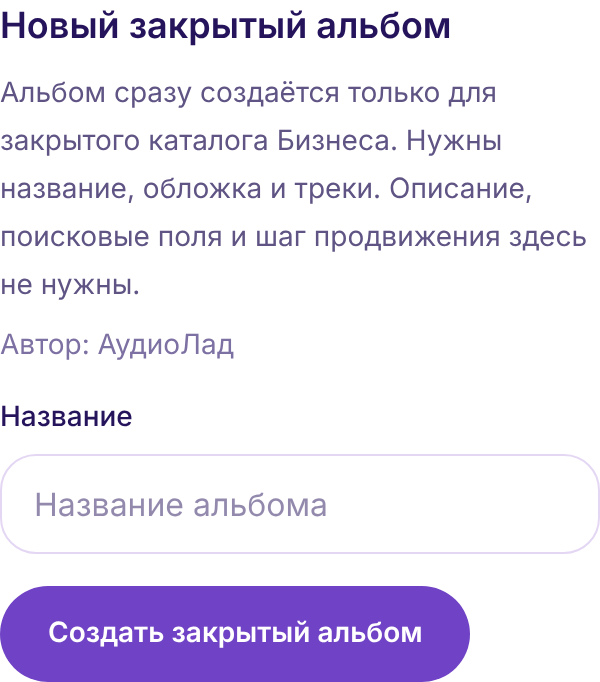 Новый закрытый альбом
Альбом сразу создаётся только для
закрытого каталога Бизнеса. Нужны
название, обложка и треки. Описание,
поисковые поля и шаг продвижения здесь
не нужны.
Автор: АудиоЛад
Название
Название альбома
Создать закрытый альбом